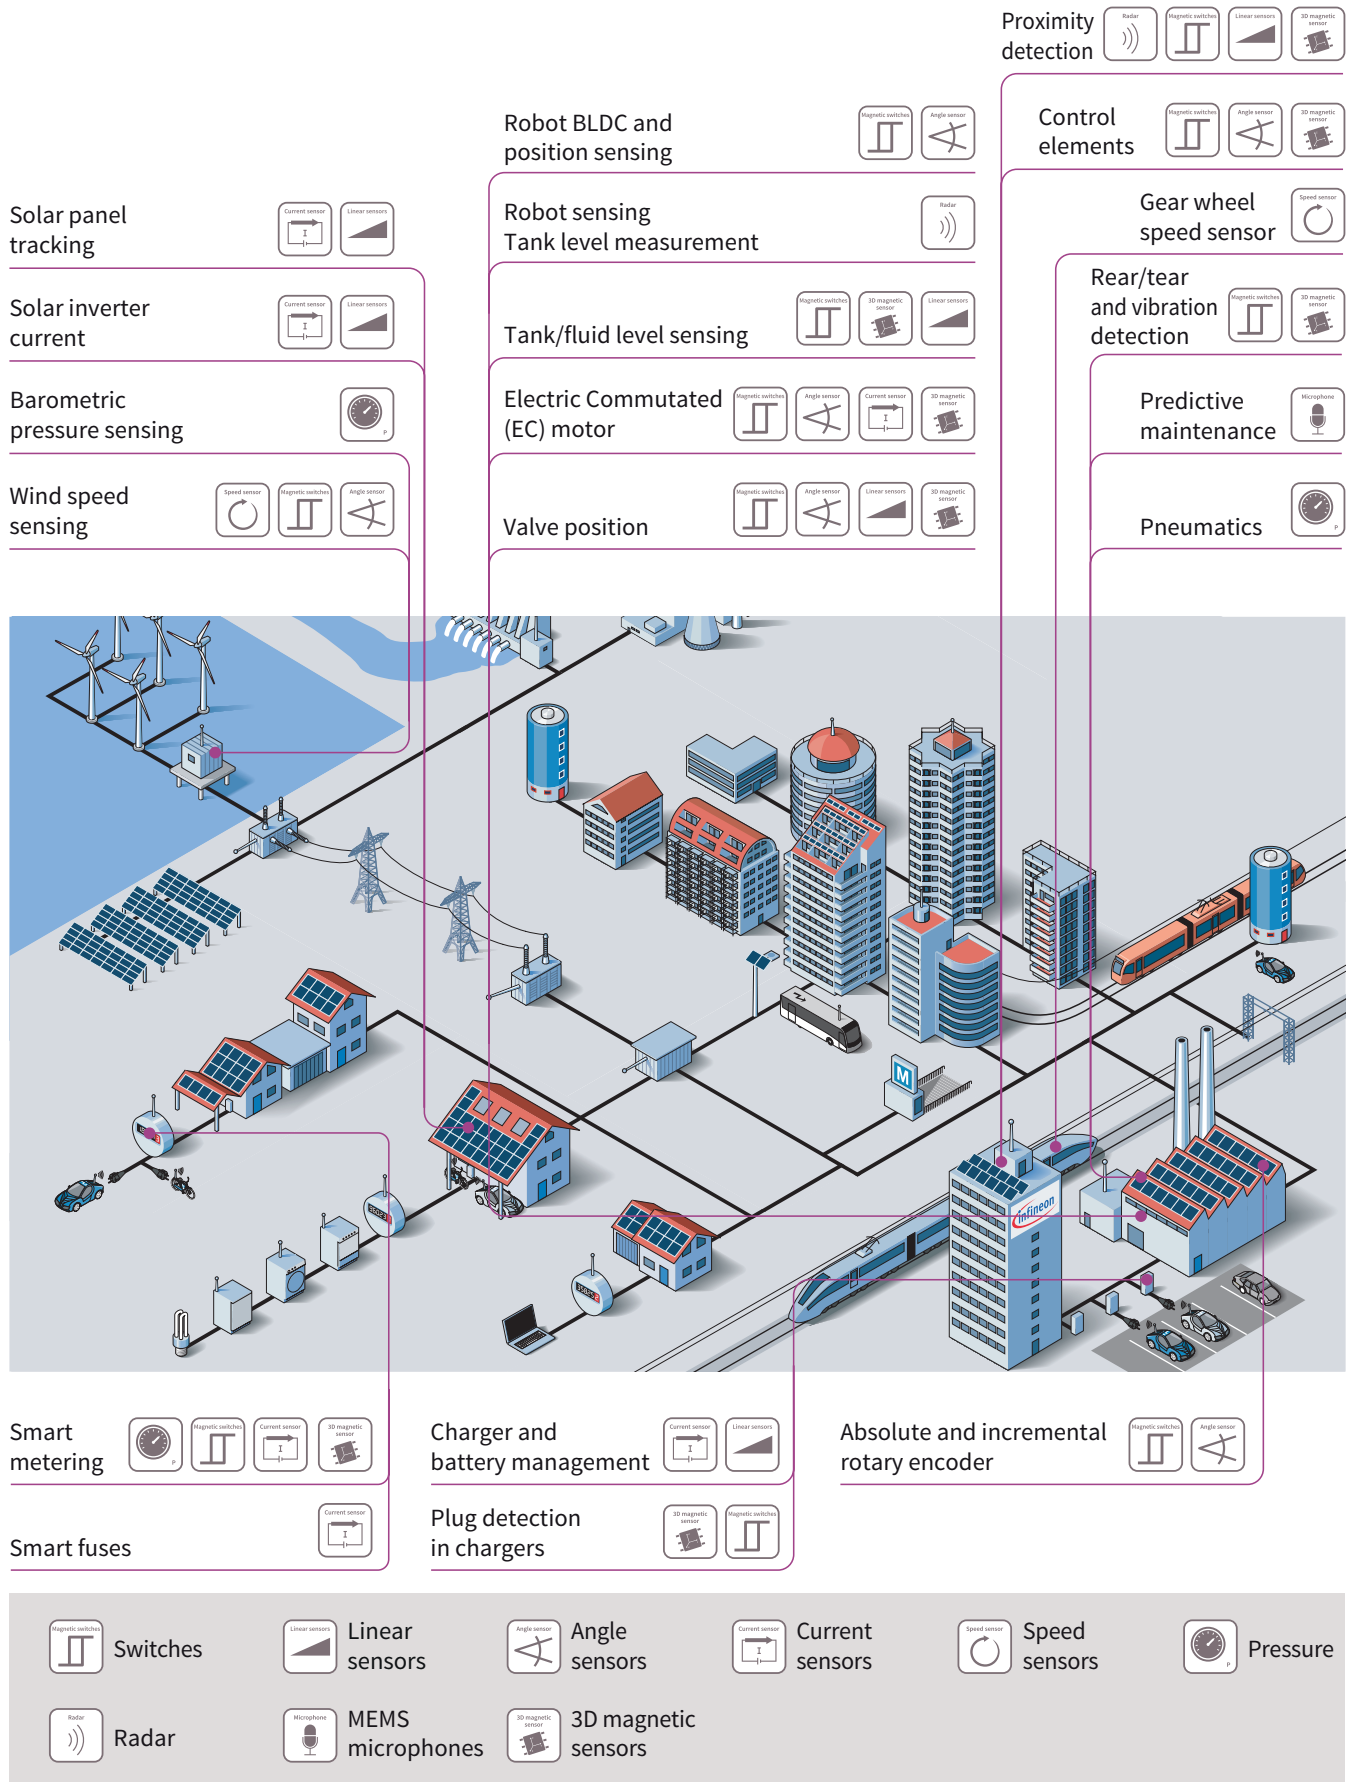 Proximity
detection
Radar
Magnetic switches
Linear sensors
3D magnetic
sensor
Robot BLDC and
position sensing
Magnetic switches
Angle sensor
Control
elements
Magnetic switches
Angle sensor
3D magnetic
sensor
Solar panel
tracking
Current sensor
I
Linear sensors
Robot sensing
Tank level measurement
Radar
Gear wheel
speed sensor
Speed sensor
Solar inverter
current
Current sensor
I
Linear sensors
Tank/fluid level sensing
Magnetic switches
3D magnetic
sensor
Linear sensors
Rear/tear
and vibration
detection
Magnetic switches
3D magnetic
sensor
Barometric
pressure sensing
P
Electric Commutated
(EC) motor
Magnetic switches
Angle sensor
Current sensor
I
3D magnetic
sensor
Predictive
maintenance
Microphone
Wind speed
sensing
Speed sensor
Magnetic switches
Angle sensor
Valve position
Magnetic switches
Angle sensor
Linear sensors
3D magnetic
sensor
Pneumatics
P
M
infineon
Smart
metering
P
Magnetic switches
Current sensor
I
3D magnetic
sensor
Charger and
battery management
Current sensor
I
Linear sensors
Absolute and incremental
rotary encoder
Magnetic switches
Angle sensor
Smart fuses
Current sensor
I
Plug detection
in chargers
3D magnetic
sensor
Magnetic switches
Magnetic switches
Switches
Linear sensors
Linear
sensors
Angle sensor
Angle
sensors
Current sensor
I
Current
sensors
Speed sensor
Speed
sensors
P
Pressure
Radar
Radar
Microphone
MEMS
microphones
3D magnetic
sensor
3D magnetic
sensors